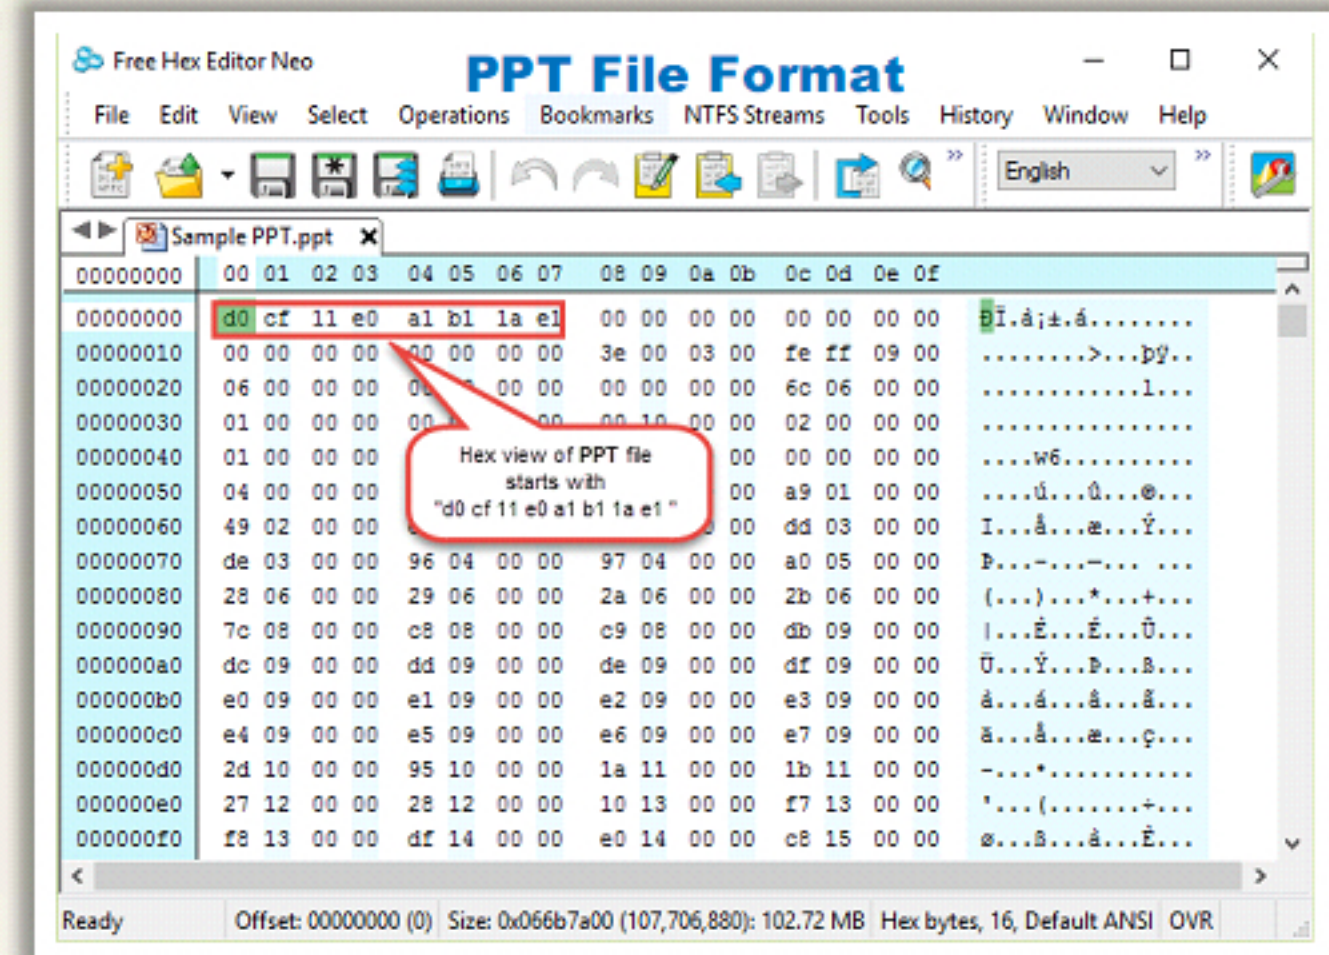 Free Hex Editor Neo
PPT File Format
File Edit View Select Operations Bookmarks NTFS Streams Tools History Window Help
English
Sample PPT.ppt
00000000 00 01 02 03 04 05 06 07 08 09 0a 0b 0c 0d 0e 0f
00000000 d0 cf 11 e0 a1 b1 1a e1 00 00 00 00 00 00 00 00 ÐÏ.à¡±.á........
00000010 00 00 00 00 00 00 00 00 3e 00 03 00 fe ff 09 00 ........>...þÿ..
00000020 06 00 00 00 00 00 00 00 00 00 00 6c 06 00 00 ............l...
00000030 01 00 00 00 00 00 00 10 00 00 02 00 00 00 ................
00000040 01 00 00 00 00 00 00 00 00 ....w6..........
00000050 04 00 00 00 00 a9 01 00 00 ....ú...û...©...
00000060 49 02 00 00 00 dd 03 00 00 I...å...æ...Ý...
00000070 de 03 00 00 96 04 00 00 97 04 00 00 a0 05 00 00 Þ...–...—... ...
00000080 28 06 00 00 29 06 00 00 2a 06 00 00 2b 06 00 00 (...)...*...+...
00000090 7c 08 00 00 c8 08 00 00 c9 08 00 00 db 09 00 00 |...È...É...Û...
000000a0 dc 09 00 00 dd 09 00 00 de 09 00 00 df 09 00 00 Ü...Ý...Þ...ß...
000000b0 e0 09 00 00 e1 09 00 00 e2 09 00 00 e3 09 00 00 à...á...â...ã...
000000c0 e4 09 00 00 e5 09 00 00 e6 09 00 00 e7 09 00 00 ä...å...æ...ç...
000000d0 2d 10 00 00 95 10 00 00 1a 11 00 00 1b 11 00 00 -...•...........
000000e0 27 12 00 00 28 12 00 00 10 13 00 00 f7 13 00 00 '...(.......÷...
000000f0 f8 13 00 00 df 14 00 00 e0 14 00 00 c8 15 00 00 ø...ß...à...È...
Hex view of PPT file
starts with
"d0 cf 11 e0 a1 b1 1a e1 "
Ready Offset: 00000000 (0) Size: 0x066b7a00 (107,706,880): 102.72 MB Hex bytes, 16, Default ANSI OVR